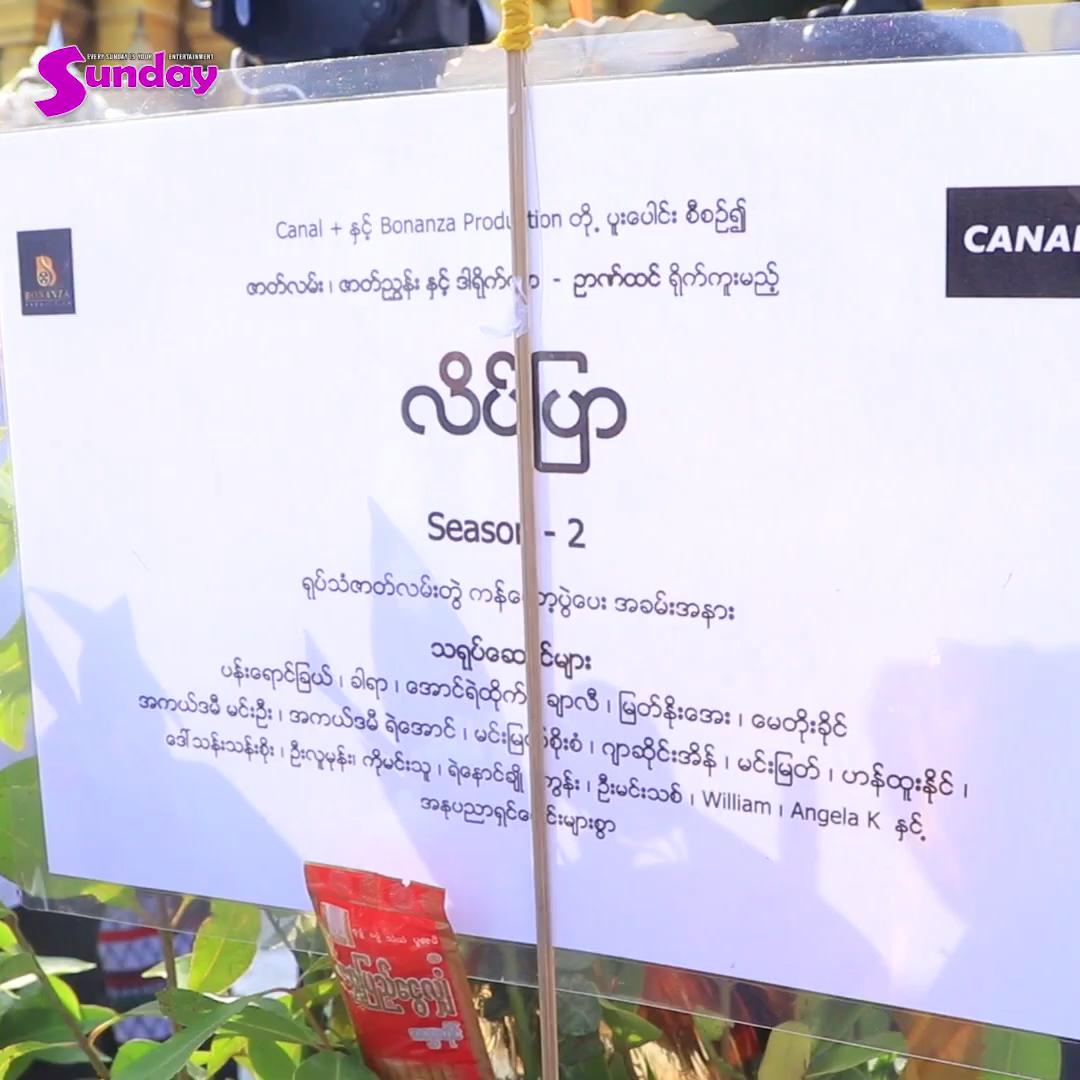 EVERY SUNDAY IS YOUR ENTERTAINMENT
Sunday
Canal + နှင့် Bonanza Production တို့ ပူးပေါင်း စီစဉ်၍
BONANZA
CANAL
ဇာတ်လမ်း ၊ ဇာတ်ညွှန်း နှင့် ဒါရိုက်တာ - ဉာဏ်ထင် ရိုက်ကူးမည့်
လိပ်ပြာ
Season - 2
ရုပ်သံဇာတ်လမ်းတွဲ ကန်တော့ပွဲပေး အခမ်းအနား
သရုပ်ဆောင်များ
ပန်းရောင်ခြယ် ၊ ခါရာ ၊ အောင်ရဲထိုက် ချာလီ ၊ မြတ်နိုးအေး ၊ မေတိုးခိုင်
အကယ်ဒမီ မင်းဦး ၊ အကယ်ဒမီ ရဲအောင် ၊ မင်းမြတ်စိုးစံ ၊ ဂျာဆိုင်းအိန် ၊ မင်းမြတ် ၊ ဟန်ထူးနိုင် ၊
ဒေါ်သန်းသန်းစိုး ၊ ဦးလူမုန်း၊ ကိုမင်းသူ ၊ ရဲနောင်ချို ၊ ဦးမင်းသစ် ၊ William ၊ Angela K နှင့်
အနုပညာရှင်ပေါင်းများစွာ